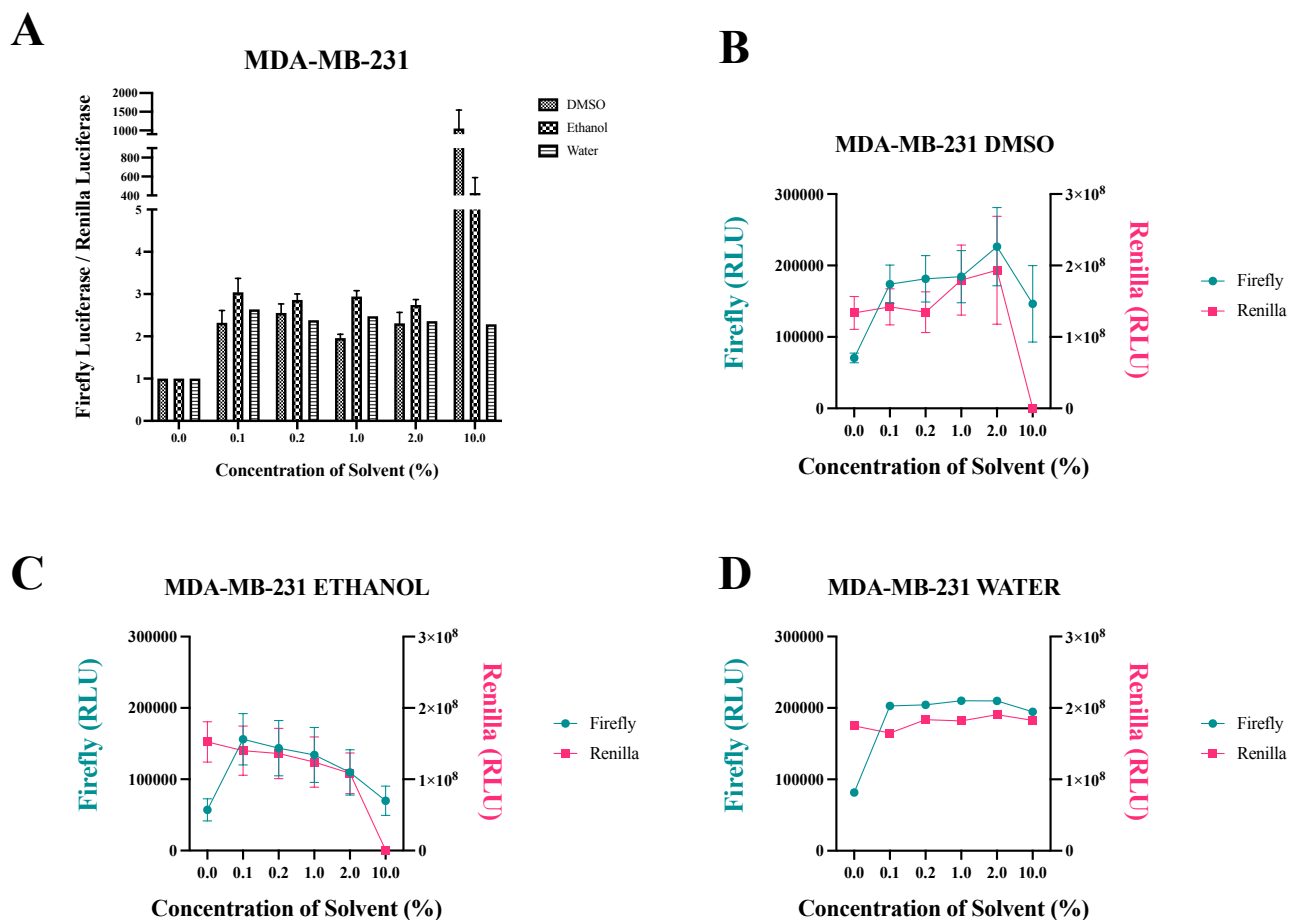 A
MDA-MB-231
Firefly Luciferase / Renilla Luciferase
2000
1500
1000
800
600
400
5
4
3
2
1
0
0.0 0.1 0.2 1.0 2.0 10.0
Concentration of Solvent (%)
DMSO
Ethanol
Water
B
MDA-MB-231 DMSO
Firefly (RLU)
300000
200000
100000
0
3×10⁸
2×10⁸
1×10⁸
0
Renilla (RLU)
0.0 0.1 0.2 1.0 2.0 10.0
Concentration of Solvent (%)
Firefly
Renilla
C
MDA-MB-231 ETHANOL
Firefly (RLU)
300000
200000
100000
0
3×10⁸
2×10⁸
1×10⁸
0
Renilla (RLU)
0.0 0.1 0.2 1.0 2.0 10.0
Concentration of Solvent (%)
Firefly
Renilla
D
MDA-MB-231 WATER
Firefly (RLU)
300000
200000
100000
0
3×10⁸
2×10⁸
1×10⁸
0
Renilla (RLU)
0.0 0.1 0.2 1.0 2.0 10.0
Concentration of Solvent (%)
Firefly
Renilla